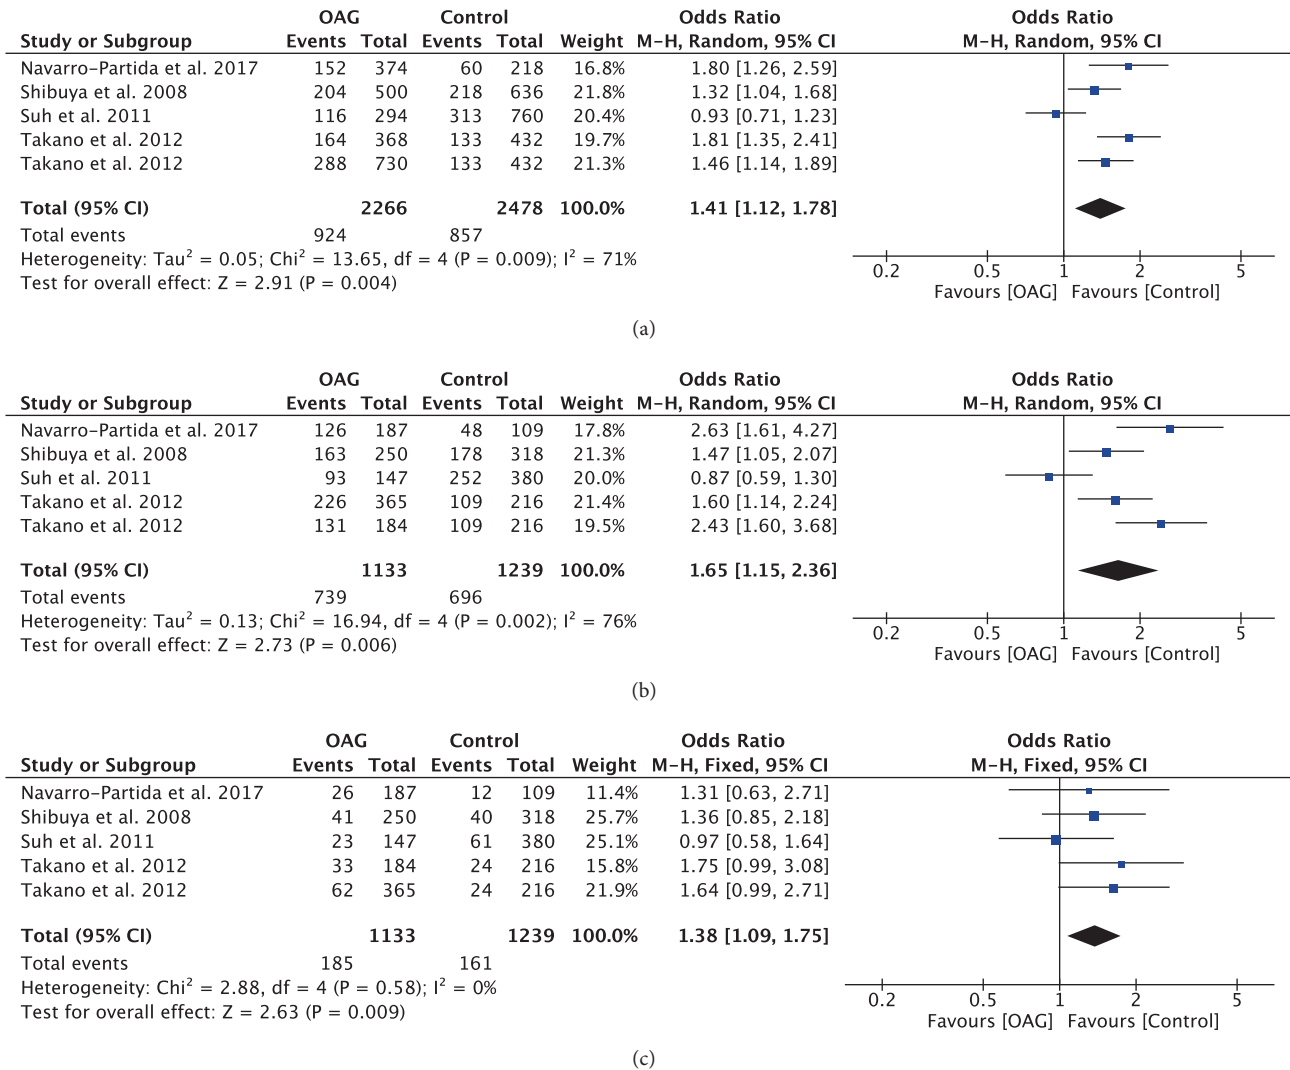 OAG Control Odds Ratio Odds Ratio
Study or Subgroup Events Total Events Total Weight M–H, Random, 95% CI M–H, Random, 95% CI
Navarro–Partida et al. 2017 152 374 60 218 16.8% 1.80 [1.26, 2.59]
Shibuya et al. 2008 204 500 218 636 21.8% 1.32 [1.04, 1.68]
Suh et al. 2011 116 294 313 760 20.4% 0.93 [0.71, 1.23]
Takano et al. 2012 164 368 133 432 19.7% 1.81 [1.35, 2.41]
Takano et al. 2012 288 730 133 432 21.3% 1.46 [1.14, 1.89]
Total (95% CI) 2266 2478 100.0% 1.41 [1.12, 1.78]
Total events 924 857
Heterogeneity: Tau² = 0.05; Chi² = 13.65, df = 4 (P = 0.009); I² = 71%
Test for overall effect: Z = 2.91 (P = 0.004)
0.2 0.5 1 2 5
Favours [OAG] Favours [Control]
(a)
OAG Control Odds Ratio Odds Ratio
Study or Subgroup Events Total Events Total Weight M–H, Random, 95% CI M–H, Random, 95% CI
Navarro–Partida et al. 2017 126 187 48 109 17.8% 2.63 [1.61, 4.27]
Shibuya et al. 2008 163 250 178 318 21.3% 1.47 [1.05, 2.07]
Suh et al. 2011 93 147 252 380 20.0% 0.87 [0.59, 1.30]
Takano et al. 2012 226 365 109 216 21.4% 1.60 [1.14, 2.24]
Takano et al. 2012 131 184 109 216 19.5% 2.43 [1.60, 3.68]
Total (95% CI) 1133 1239 100.0% 1.65 [1.15, 2.36]
Total events 739 696
Heterogeneity: Tau² = 0.13; Chi² = 16.94, df = 4 (P = 0.002); I² = 76%
Test for overall effect: Z = 2.73 (P = 0.006)
0.2 0.5 1 2 5
Favours [OAG] Favours [Control]
(b)
OAG Control Odds Ratio Odds Ratio
Study or Subgroup Events Total Events Total Weight M–H, Fixed, 95% CI M–H, Fixed, 95% CI
Navarro–Partida et al. 2017 26 187 12 109 11.4% 1.31 [0.63, 2.71]
Shibuya et al. 2008 41 250 40 318 25.7% 1.36 [0.85, 2.18]
Suh et al. 2011 23 147 61 380 25.1% 0.97 [0.58, 1.64]
Takano et al. 2012 33 184 24 216 15.8% 1.75 [0.99, 3.08]
Takano et al. 2012 62 365 24 216 21.9% 1.64 [0.99, 2.71]
Total (95% CI) 1133 1239 100.0% 1.38 [1.09, 1.75]
Total events 185 161
Heterogeneity: Chi² = 2.88, df = 4 (P = 0.58); I² = 0%
Test for overall effect: Z = 2.63 (P = 0.009)
0.2 0.5 1 2 5
Favours [OAG] Favours [Control]
(c)